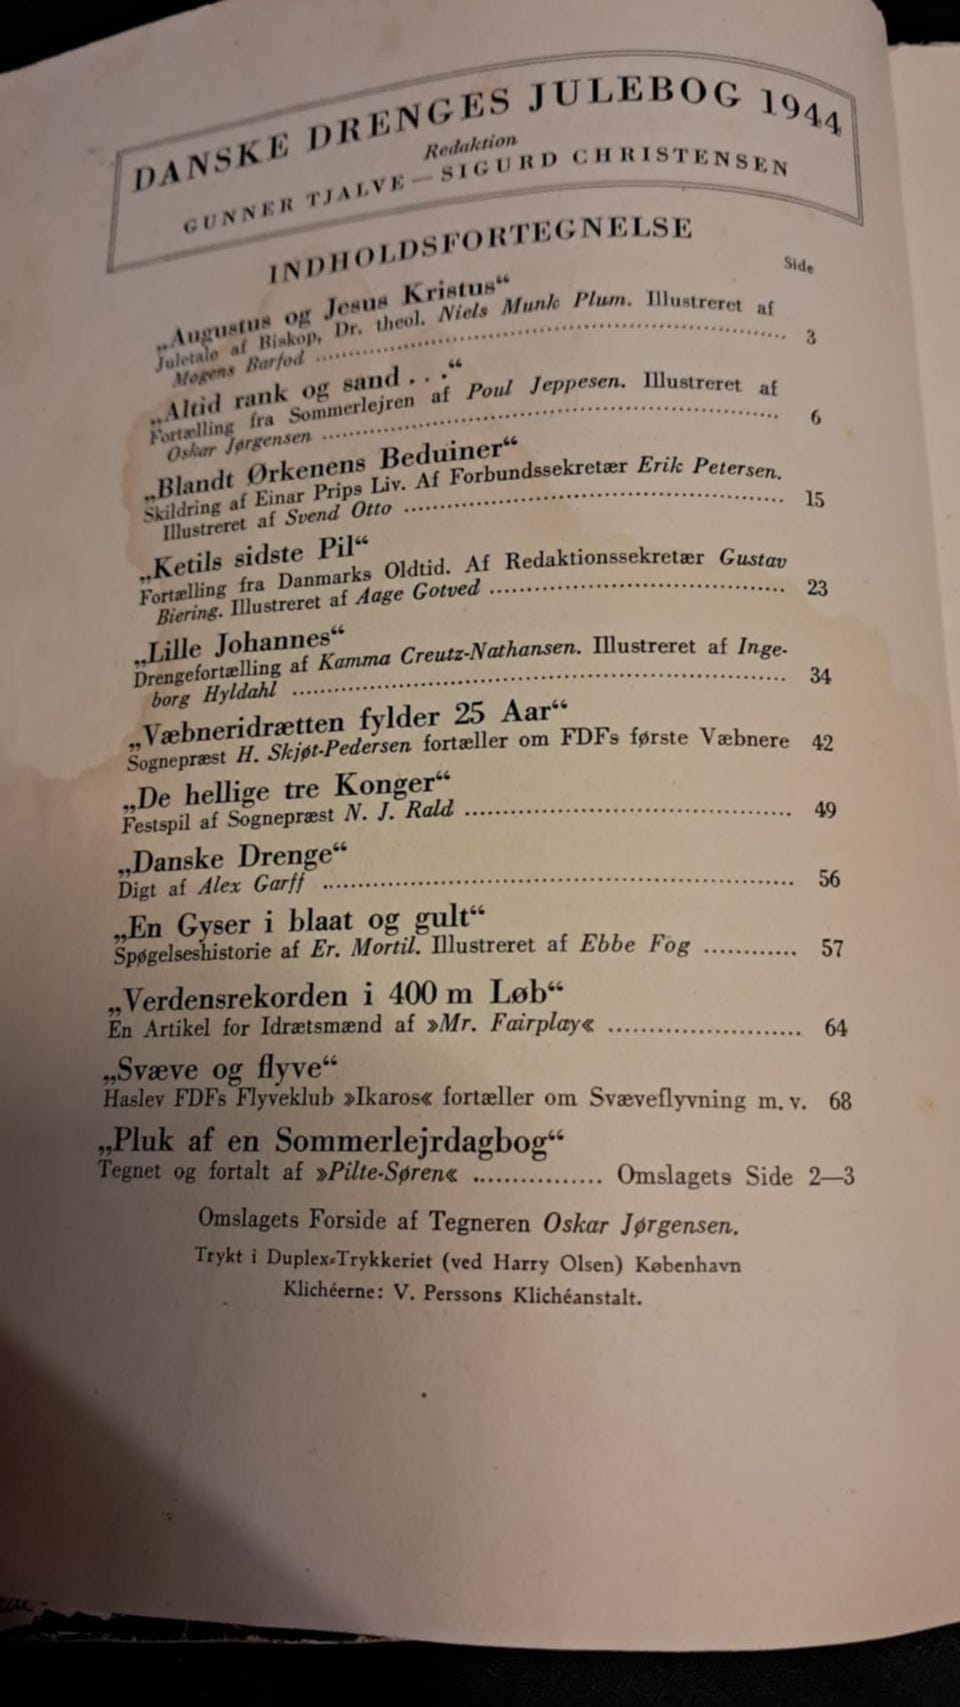 DANSKE DRENGES JULEBOG 1944
Redaktion
GUNNER TJALVE — SIGURD CHRISTENSEN
INDHOLDSFORTEGNELSE
Side
„Augustus og Jesus Kristus“
Juletale af Biskop, Dr. theol. Niels Munk Plum. Illustreret af
Mogens Barfod ........................................ 3
„Altid rank og sand . . .“
Fortælling fra Sommerlejren af Poul Jeppesen. Illustreret af
Oskar Jørgensen ........................................ 6
„Blandt Ørkenens Beduiner“
Skildring af Einar Prips Liv. Af Forbundssekretær Erik Petersen.
Illustreret af Svend Otto ........................................ 15
„Ketils sidste Pil“
Fortælling fra Danmarks Oldtid. Af Redaktionssekretær Gustav
Biering. Illustreret af Aage Gotved ........................................ 23
„Lille Johannes“
Drengefortælling af Kamma Creutz-Nathansen. Illustreret af Inge-
borg Hyldahl ........................................ 34
„Væbneridrætten fylder 25 Aar“
Sognepræst H. Skjøt-Pedersen fortæller om FDFs første Væbnere 42
„De hellige tre Konger“
Festspil af Sognepræst N. J. Rald ........................................ 49
„Danske Drenge“
Digt af Alex Garff ........................................ 56
„En Gyser i blaat og gult“
Spøgelseshistorie af Er. Mortil. Illustreret af Ebbe Fog ............ 57
„Verdensrekorden i 400 m Løb“
En Artikel for Idrætsmænd af »Mr. Fairplay« ........................ 64
„Svæve og flyve“
Haslev FDFs Flyveklub »Ikaros« fortæller om Svæveflyvning m. v. 68
„Pluk af en Sommerlejrdagbog“
Tegnet og fortalt af »Pilte-Søren« ................ Omslagets Side 2—3
Omslagets Forside af Tegneren Oskar Jørgensen.
Trykt i Duplex-Trykkeriet (ved Harry Olsen) København
Klichéerne: V. Perssons Klichéanstalt.